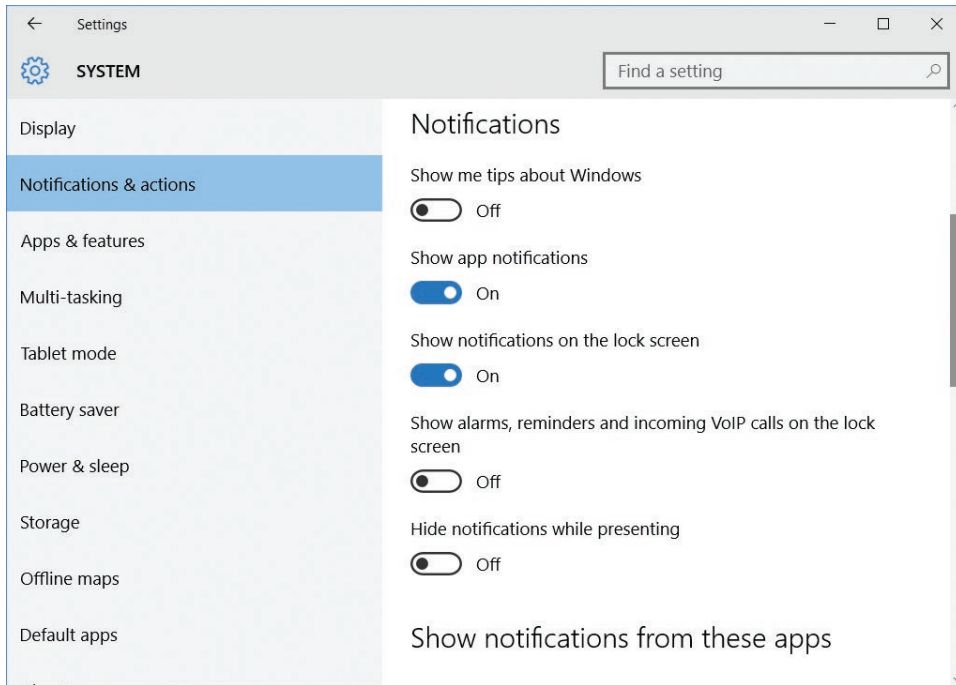 Settings
SYSTEM
Find a setting
Display
Notifications & actions
Apps & features
Multi-tasking
Tablet mode
Battery saver
Power & sleep
Storage
Offline maps
Default apps
Notifications
Show me tips about Windows
Off
Show app notifications
On
Show notifications on the lock screen
On
Show alarms, reminders and incoming VoIP calls on the lock
screen
Off
Hide notifications while presenting
Off
Show notifications from these apps